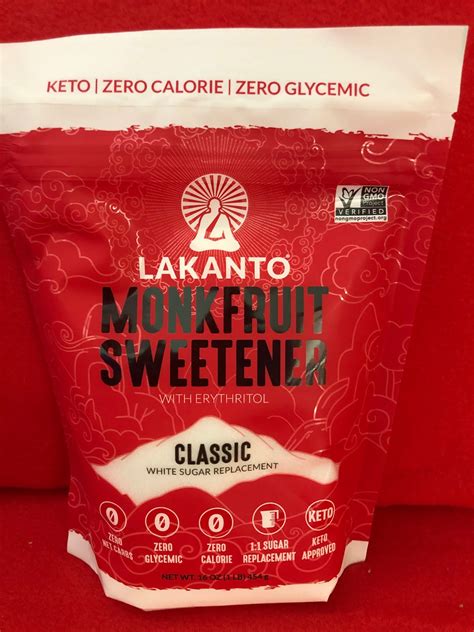 KETO | ZERO CALORIE | ZERO GLYCEMIC
NON
GMO
Project
VERIFIED
nongmoproject.org
LAKANTO®
MONKFRUIT
SWEETENER
WITH ERYTHRITOL
CLASSIC
WHITE SUGAR REPLACEMENT
0
ZERO
NET CARBS
0
ZERO
GLYCEMIC
0
ZERO
CALORIE
1:1 SUGAR
REPLACEMENT
KETO
KETO
APPROVED
NET WT. 16 OZ (1 LB) 454g